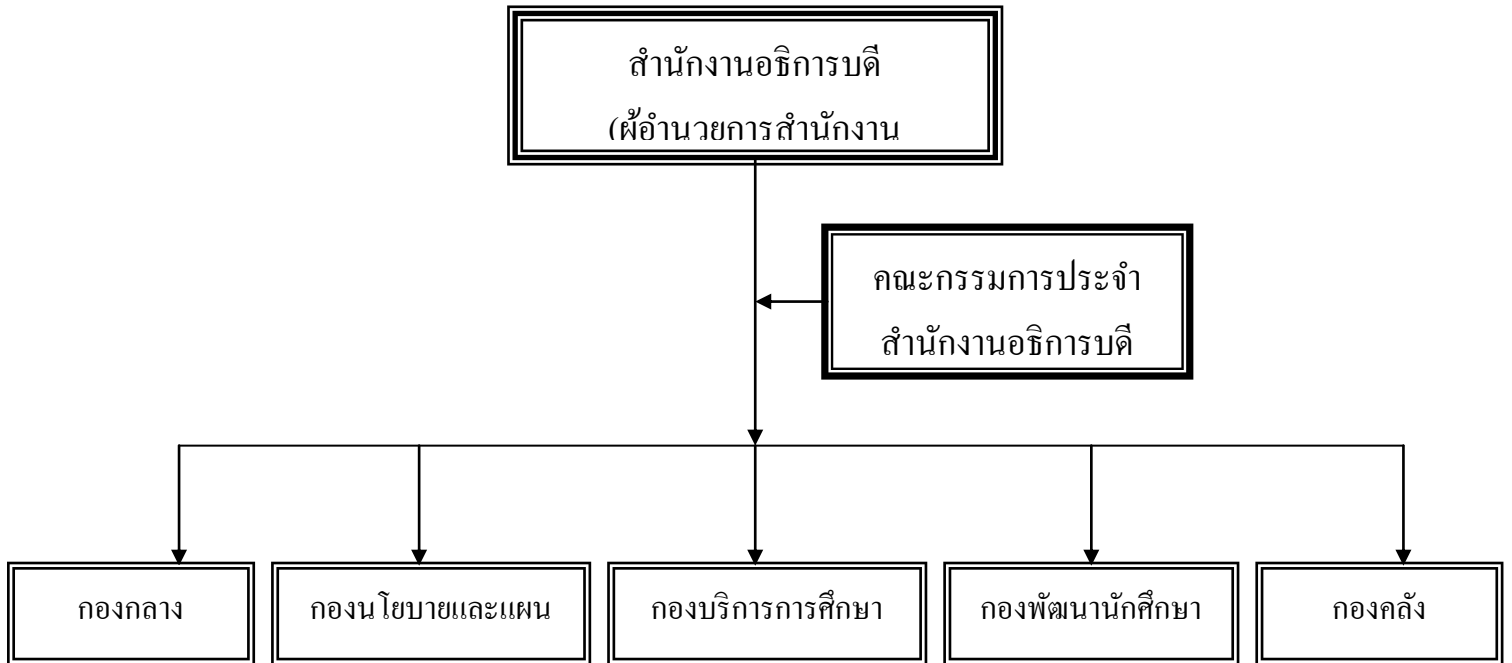 สำนักงานอธิการบดี
(ผู้อำนวยการสำนักงาน
คณะกรรมการประจำ
สำนักงานอธิการบดี
กองกลาง
กองนโยบายและแผน
กองบริการการศึกษา
กองพัฒนานักศึกษา
กองคลัง